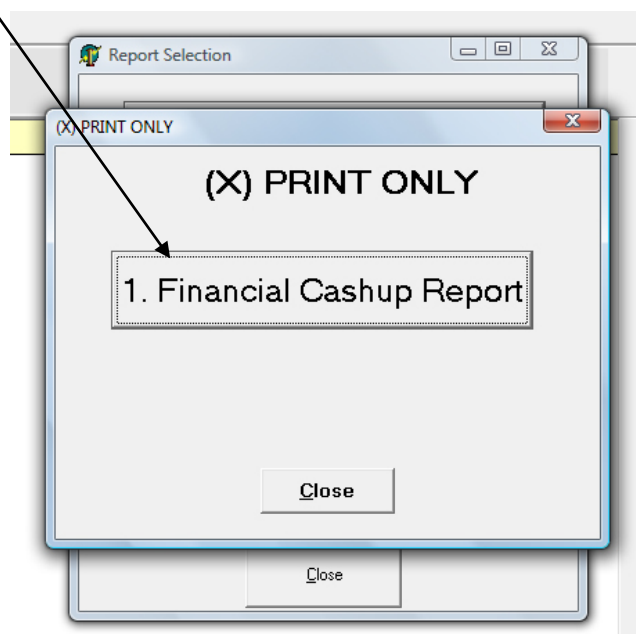 Report Selection
(X) PRINT ONLY
(X) PRINT ONLY
1. Financial Cashup Report
Close
Close